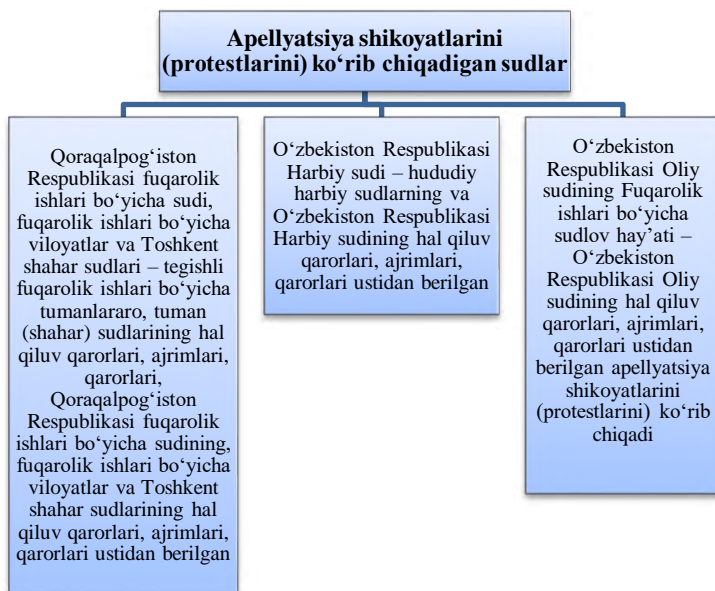 Apellyatsiya shikoyatlarini
(protestlarini) ko‘rib chiqadigan sudlar
Qoraqalpog‘iston
Respublikasi fuqarolik
ishlari bo‘yicha sudi,
fuqarolik ishlari bo‘yicha
viloyatlar va Toshkent
shahar sudlari – tegishli
fuqarolik ishlari bo‘yicha
tumanlararo, tuman
(shahar) sudlarining hal
qiluv qarorlari, ajrimlari,
qarorlari,
Qoraqalpog‘iston
Respublikasi fuqarolik
ishlari bo‘yicha sudining,
fuqarolik ishlari bo‘yicha
viloyatlar va Toshkent
shahar sudlarining hal
qiluv qarorlari, ajrimlari,
qarorlari ustidan berilgan
O‘zbekiston Respublikasi
Harbiy sudi – hududiy
harbiy sudlarning va
O‘zbekiston Respublikasi
Harbiy sudining hal qiluv
qarorlari, ajrimlari,
qarorlari ustidan berilgan
O‘zbekiston
Respublikasi Oliy
sudining Fuqarolik
ishlari bo‘yicha
sudlov hay’ati –
O‘zbekiston
Respublikasi Oliy
sudining hal qiluv
qarorlari, ajrimlari,
qarorlari ustidan
berilgan apellyatsiya
shikoyatlarini
(protestlarini) ko‘rib
chiqadi